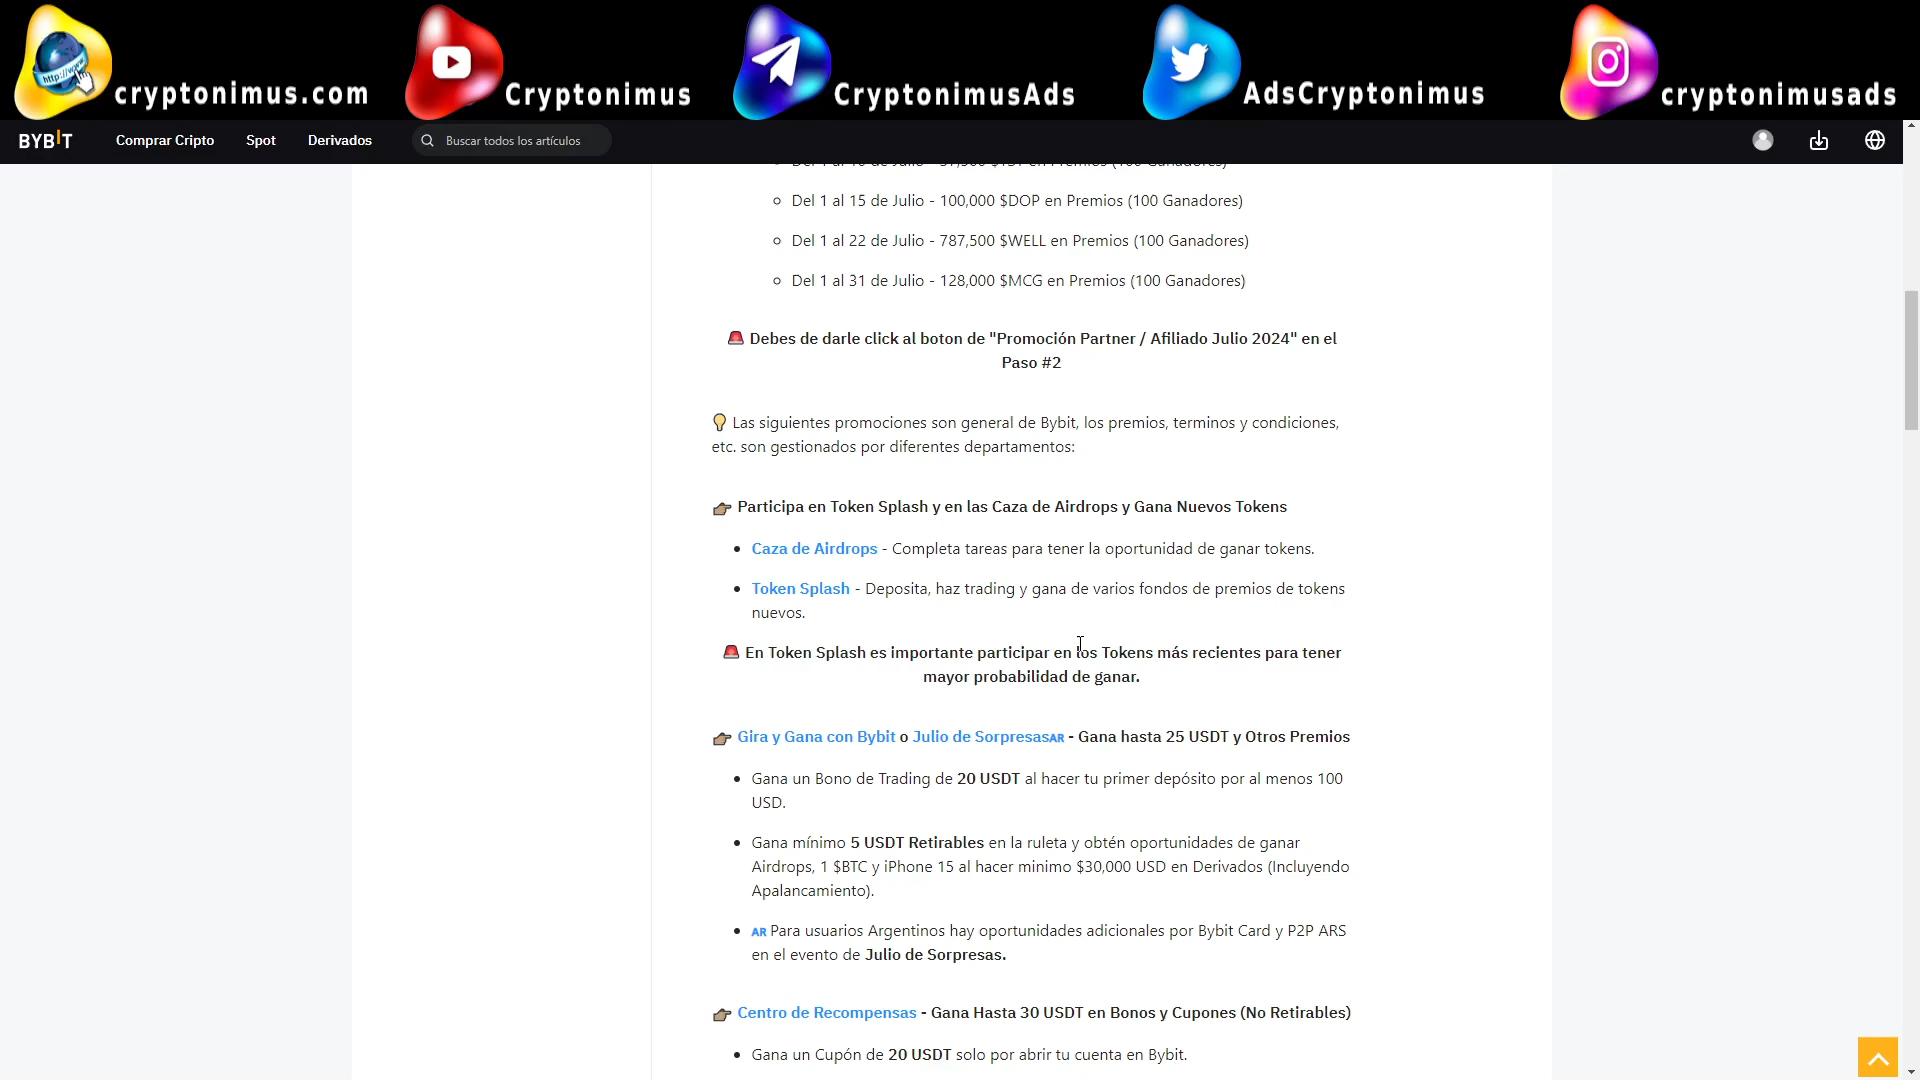 http://www
cryptonimus.com
Cryptonimus
CryptonimusAds
AdsCryptonimus
cryptonimusads
BYBIT
Comprar Cripto
Spot
Derivados
Buscar todos los artículos
Del 1 al 15 de Julio - 100,000 $DOP en Premios (100 Ganadores)
Del 1 al 22 de Julio - 787,500 $WELL en Premios (100 Ganadores)
Del 1 al 31 de Julio - 128,000 $MCG en Premios (100 Ganadores)
🚨 Debes de darle click al boton de "Promoción Partner / Afiliado Julio 2024" en el
Paso #2
💡 Las siguientes promociones son general de Bybit, los premios, terminos y condiciones,
etc. son gestionados por diferentes departamentos:
👉 Participa en Token Splash y en las Caza de Airdrops y Gana Nuevos Tokens
Caza de Airdrops - Completa tareas para tener la oportunidad de ganar tokens.
Token Splash - Deposita, haz trading y gana de varios fondos de premios de tokens
nuevos.
🚨 En Token Splash es importante participar en los Tokens más recientes para tener
mayor probabilidad de ganar.
👉 Gira y Gana con Bybit o Julio de SorpresasAR - Gana hasta 25 USDT y Otros Premios
Gana un Bono de Trading de 20 USDT al hacer tu primer depósito por al menos 100
USD.
Gana mínimo 5 USDT Retirables en la ruleta y obtén oportunidades de ganar
Airdrops, 1 $BTC y iPhone 15 al hacer minimo $30,000 USD en Derivados (Incluyendo
Apalancamiento).
AR Para usuarios Argentinos hay oportunidades adicionales por Bybit Card y P2P ARS
en el evento de Julio de Sorpresas.
👉 Centro de Recompensas - Gana Hasta 30 USDT en Bonos y Cupones (No Retirables)
Gana un Cupón de 20 USDT solo por abrir tu cuenta en Bybit.